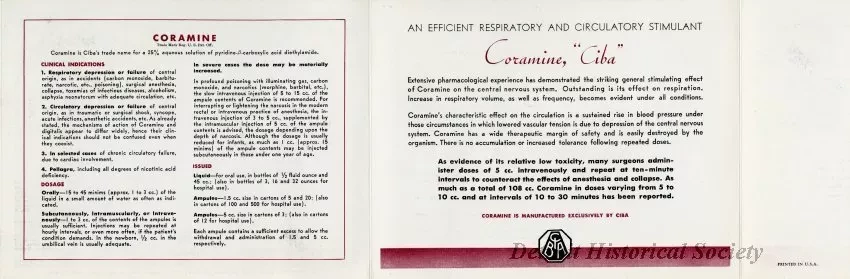 CORAMINE
Trade Mark Reg. U. S. Pat. Off.
Coramine is Ciba's trade name for a 25% aqueous solution of pyridine-β-carboxylic acid diethylamide.
CLINICAL INDICATIONS
1. Respiratory depression or failure of central
origin, as in accidents (carbon monoxide, barbitu-
rate, narcotic, etc., poisoning), surgical anesthesia,
collapse, toxemias of infectious diseases, alcoholism,
asphyxia neonatorum with adequate circulation, etc.
2. Circulatory depression or failure of central
origin, as in traumatic or surgical shock, syncope,
acute infections, anesthetic accidents, etc. As already
stated, the mechanisms of action of Coramine and
digitalis appear to differ widely, hence their clin-
ical indications should not be confused even when
they coexist.
3. In selected cases of chronic circulatory failure,
due to cardiac involvement.
4. Pellagra, including all degrees of nicotinic acid
deficiency.
DOSAGE
Orally—15 to 45 minims (approx. 1 to 3 cc.) of the
liquid in a small amount of water as often as indi-
cated.
Subcutaneously, Intramuscularly, or Intrave-
nously—1 to 3 cc. of the contents of the ampules is
usually sufficient. Injections may be repeated at
hourly intervals, or even more often, if the patient's
condition demands. In the newborn, ½ cc. in the
umbilical vein is usually adequate.
In severe cases the dose may be materially
increased.
In profound poisoning with illuminating gas, carbon
monoxide, and narcotics (morphine, barbital, etc.),
the slow intravenous injection of 5 to 15 cc. of the
ampule contents of Coramine is recommended. For
interrupting or lightening the narcosis in the modern
rectal or intravenous practice of anesthesia, the in-
travenous injection of 3 to 5 cc., supplemented by
the intramuscular injection of 5 cc. of the ampule
contents is advised, the dosage depending upon the
depth of narcosis. Although the dosage is usually
reduced for infants, as much as 1 cc. (approx. 15
minims) of the ampule contents may be injected
subcutaneously in those under one year of age.
ISSUED
Liquid—for oral use, in bottles of ½ fluid ounce and
45 cc.; (also in bottles of 3, 16 and 32 ounces for
hospital use).
Ampules—1.5 cc. size in cartons of 5 and 20; (also
in cartons of 100 and 500 for hospital use).
Ampules—5 cc. size in cartons of 3; (also in cartons
of 12 for hospital use).
Each ampule contains a sufficient excess to allow the
withdrawal and administration of 1.5 and 5 cc.
respectively.
AN EFFICIENT RESPIRATORY AND CIRCULATORY STIMULANT
Coramine, "Ciba"
Extensive pharmacological experience has demonstrated the striking general stimulating effect
of Coramine on the central nervous system. Outstanding is its effect on respiration.
Increase in respiratory volume, as well as frequency, becomes evident under all conditions.
Coramine's characteristic effect on the circulation is a sustained rise in blood pressure under
those circumstances in which lowered vascular tension is due to depression of the central nervous
system. Coramine has a wide therapeutic margin of safety and is easily destroyed by the
organism. There is no accumulation or increased tolerance following repeated doses.
As evidence of its relative low toxicity, many surgeons admin-
ister doses of 5 cc. intravenously and repeat at ten-minute
intervals to counteract the effects of anesthesia and collapse. As
much as a total of 108 cc. Coramine in doses varying from 5 to
10 cc. and at intervals of 10 to 30 minutes has been reported.
CORAMINE IS MANUFACTURED EXCLUSIVELY BY CIBA
CIBA
Detroit Historical Society
PRINTED IN U.S.A.